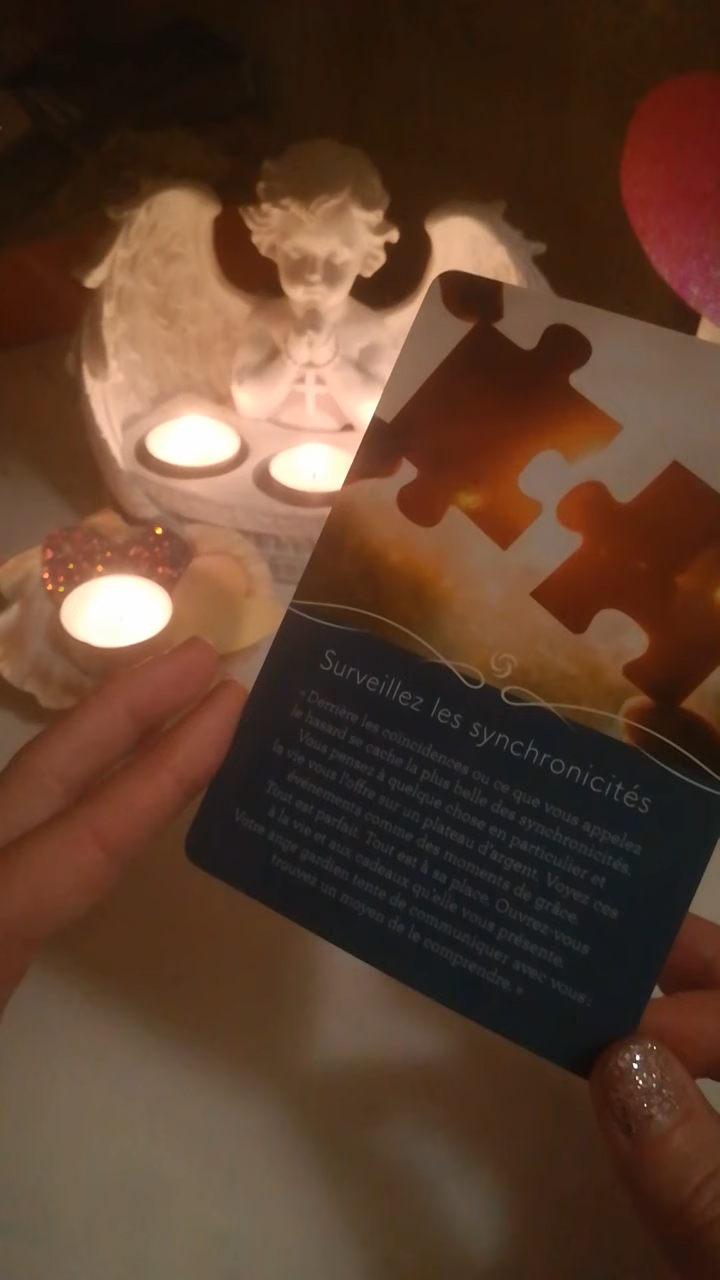 Surveillez les synchronicités
« Derrière les coïncidences ou ce que vous appelez
le hasard se cache la plus belle des synchronicités.
Vous pensez à quelque chose en particulier et
la vie vous l'offre sur un plateau d'argent. Voyez ces
événements comme des moments de grâce.
Tout est parfait. Tout est à sa place. Ouvrez-vous
à la vie et aux cadeaux qu'elle vous présente.
Votre ange gardien tente de communiquer avec vous :
trouvez un moyen de le comprendre. »